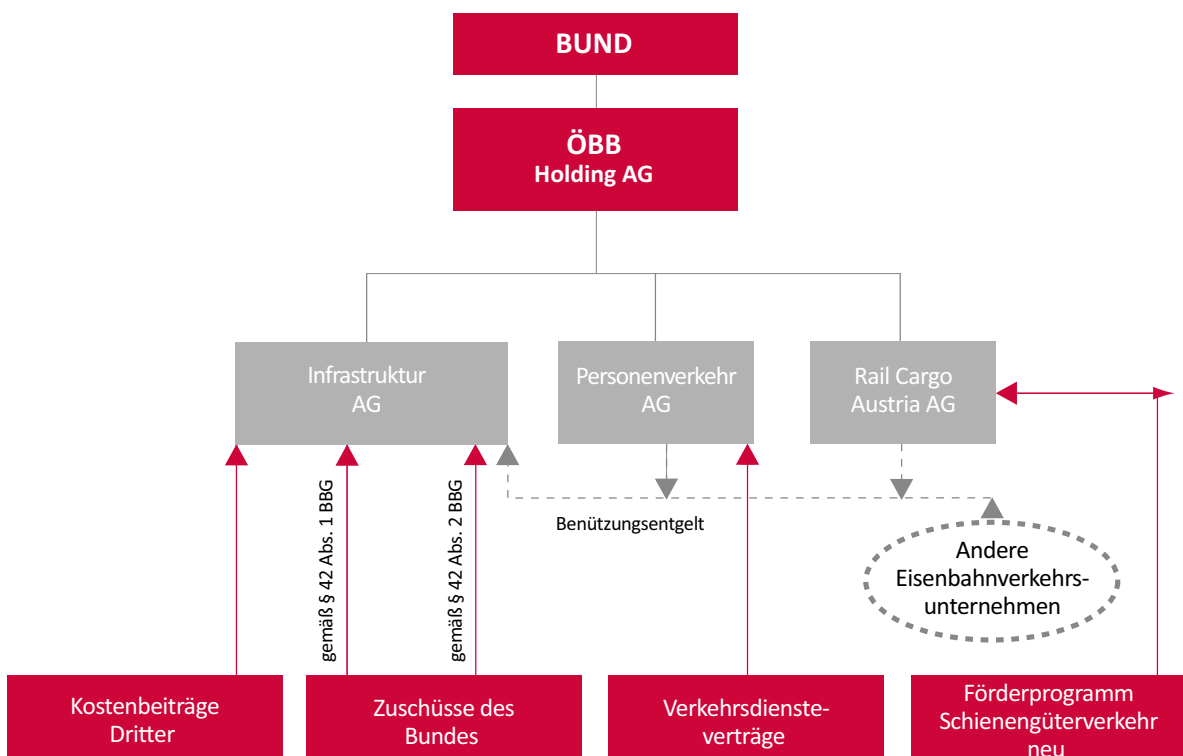 BUND
ÖBB
Holding AG
Infrastruktur
AG
Personenverkehr
AG
Rail Cargo
Austria AG
gemäß § 42 Abs. 1 BBG
gemäß § 42 Abs. 2 BBG
Benützungsentgelt
Andere
Eisenbahnverkehrs-
unternehmen
Kostenbeiträge
Dritter
Zuschüsse des
Bundes
Verkehrsdienste-
verträge
Förderprogramm
Schienengüterverkehr
neu